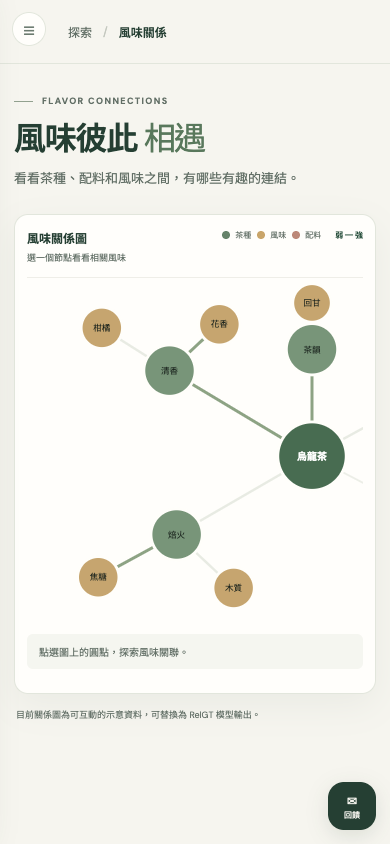 ≡ 探索 / 風味關係
FLAVOR CONNECTIONS
風味彼此 相遇
看看茶種、配料和風味之間，有哪些有趣的連結。
風味關係圖
茶種 風味 配料 弱 — 強
選一個節點看看相關風味
回甘
柑橘
花香
茶韻
清香
烏龍茶
焙火
焦糖
木質
點選圖上的圓點，探索風味關聯。
目前關係圖為可互動的示意資料，可替換為 RelGT 模型輸出。
✉
回饋